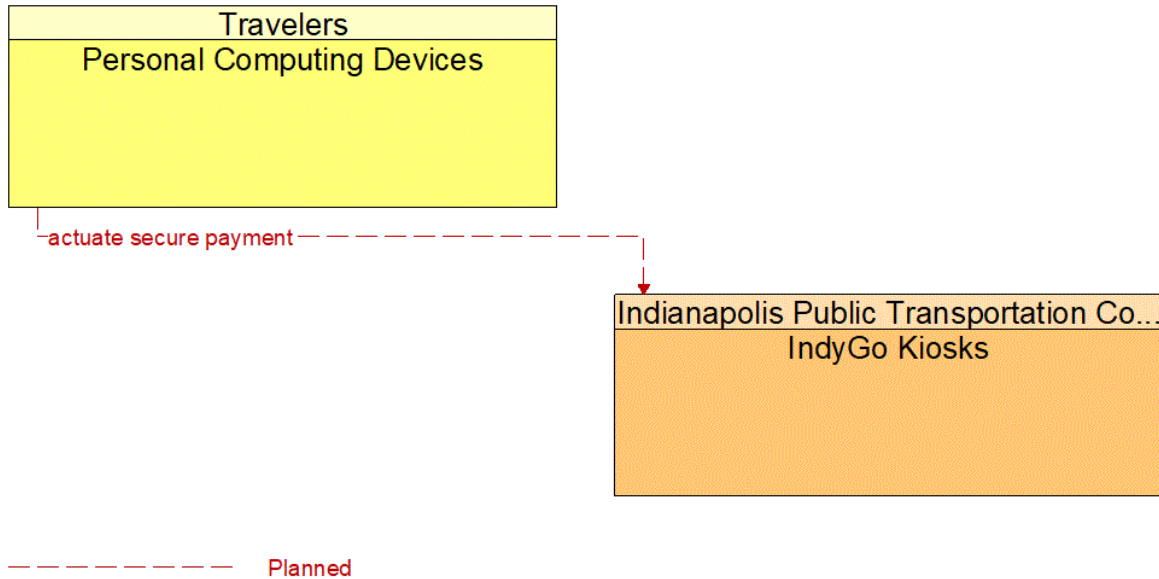 Travelers
Personal Computing Devices
actuate secure payment
Indianapolis Public Transportation Co...
IndyGo Kiosks
Planned